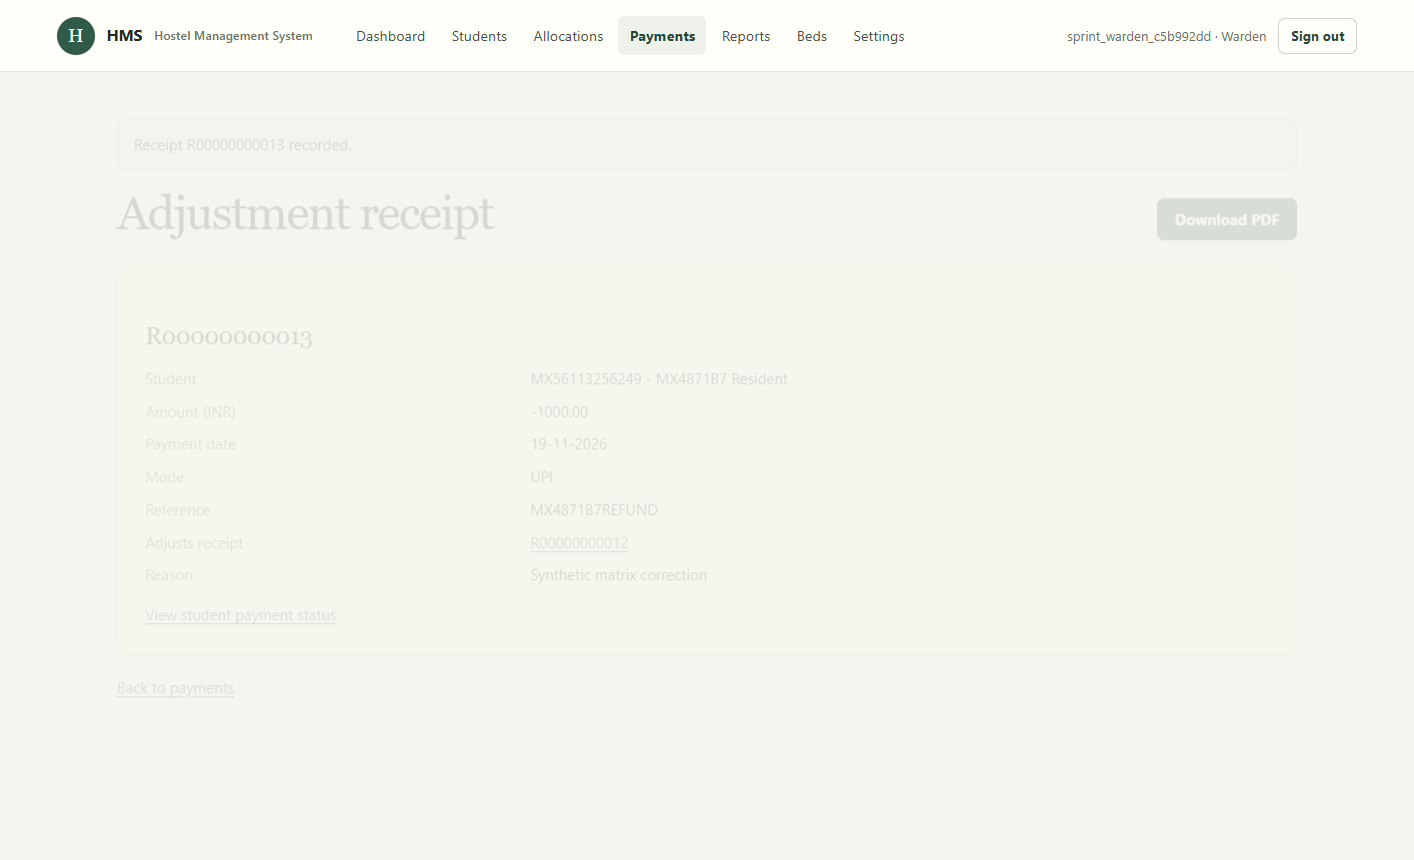 H HMS Hostel Management System Dashboard Students Allocations Payments Reports Beds Settings sprint_warden_c5b992dd · Warden Sign out
Receipt R00000000013 recorded.
Adjustment receipt Download PDF
R00000000013
Student MX56113256249 - MX4871B7 Resident
Amount (INR) -1000.00
Payment date 19-11-2026
Mode UPI
Reference MX4871B7REFUND
Adjusts receipt R00000000012
Reason Synthetic matrix correction
View student payment status
Back to payments